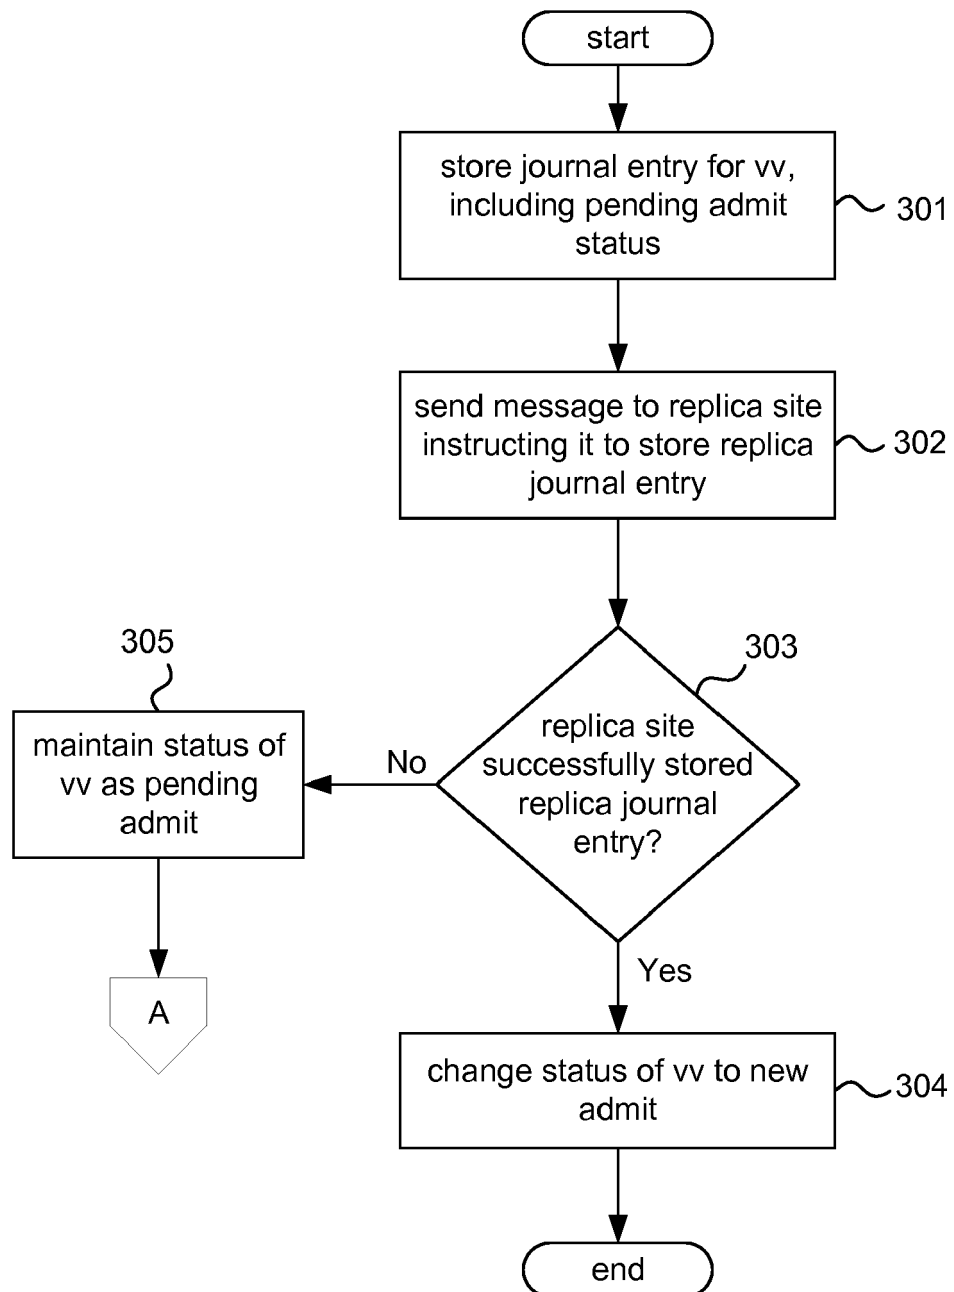 start
store journal entry for vv,
including pending admit
status
301
send message to replica site
instructing it to store replica
journal entry
302
303
replica site
successfully stored
replica journal
entry?
No
305
maintain status of
vv as pending
admit
A
Yes
change status of vv to new
admit
304
end